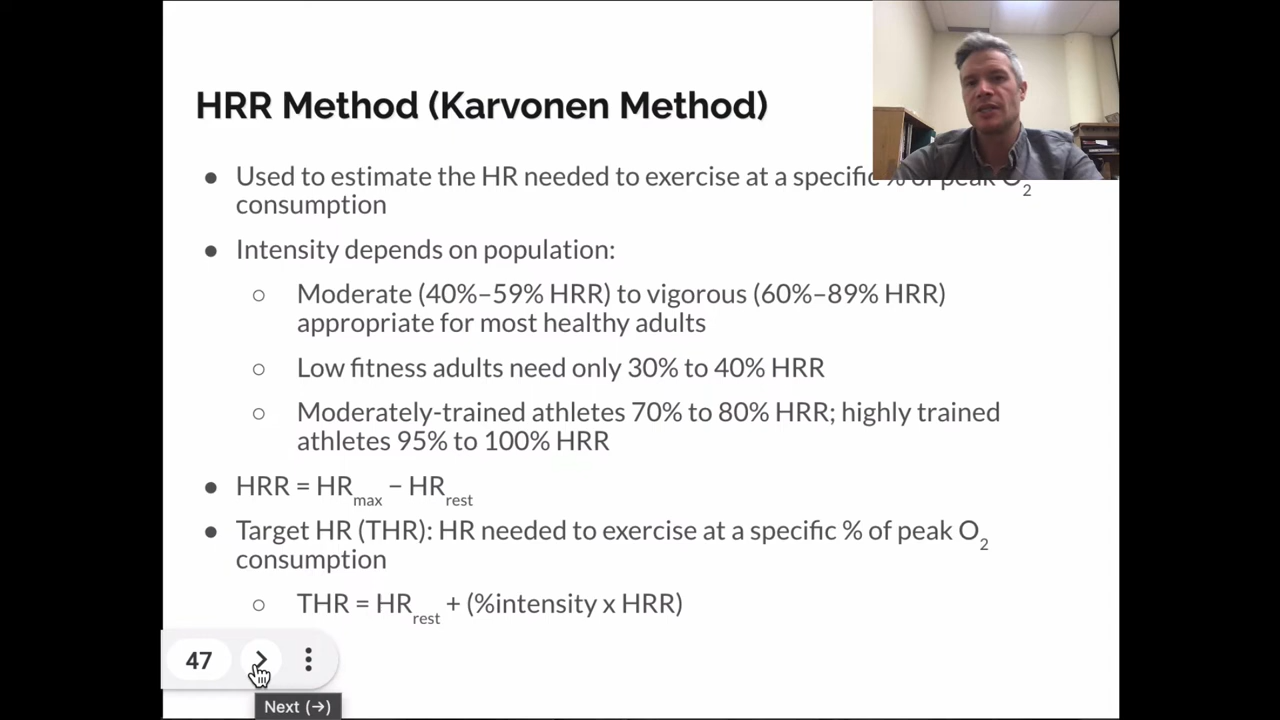 HRR Method (Karvonen Method)
● Used to estimate the HR needed to exercise at a specific % of peak O2
consumption
● Intensity depends on population:
○ Moderate (40%–59% HRR) to vigorous (60%–89% HRR)
appropriate for most healthy adults
○ Low fitness adults need only 30% to 40% HRR
○ Moderately-trained athletes 70% to 80% HRR; highly trained
athletes 95% to 100% HRR
● HRR = HRmax − HRrest
● Target HR (THR): HR needed to exercise at a specific % of peak O2
consumption
○ THR = HRrest + (%intensity x HRR)
47
Next (→)